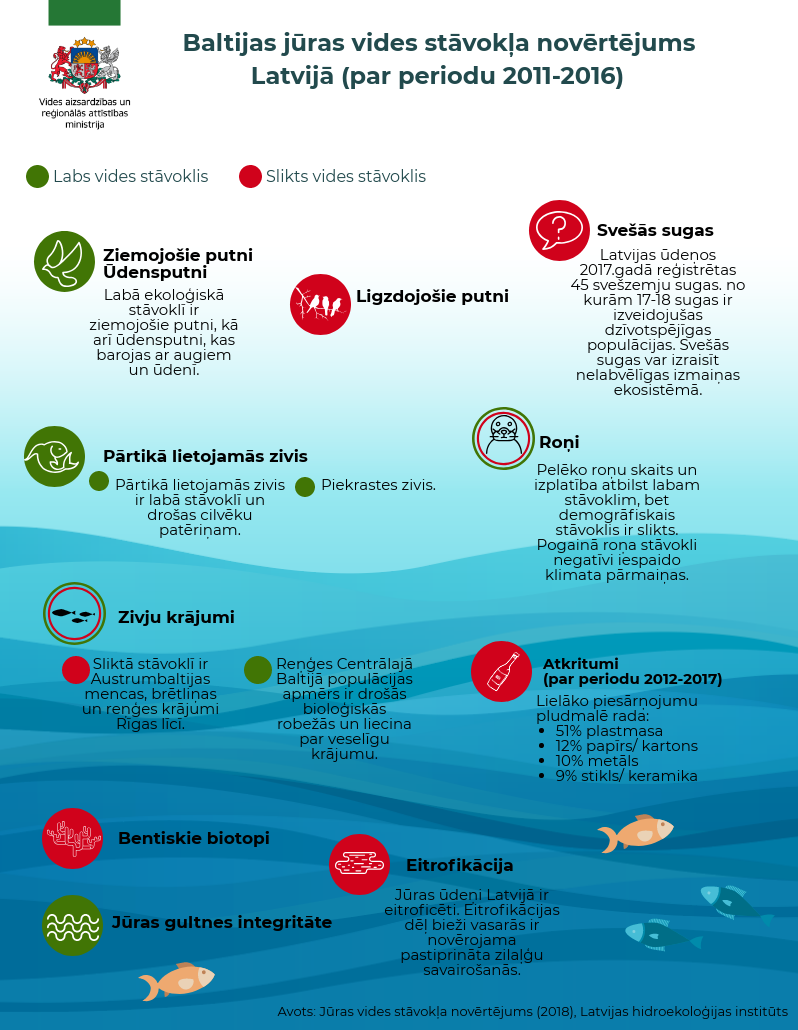 Baltijas jūras vides stāvokļa novērtējums
Latvijā (par periodu 2011-2016)
Vides aizsardzības un
reģionālās attīstības
ministrija
Labs vides stāvoklis
Slikts vides stāvoklis
Ziemojošie putni
Ūdensputni
Labā ekoloģiskā
stāvoklī ir
ziemojošie putni, kā
arī ūdensputni, kas
barojas ar augiem
un ūdenī.
Ligzdojošie putni
Svešās sugas
Latvijas ūdeņos
2017.gadā reģistrētas
45 svešzemju sugas. no
kurām 17-18 sugas ir
izveidojušas
dzīvotspējīgas
populācijas. Svešās
sugas var izraisīt
nelabvēlīgas izmaiņas
ekosistēmā.
Pārtikā lietojamās zivis
Pārtikā lietojamās zivis
ir labā stāvoklī un
drošas cilvēku
patēriņam.
Piekrastes zivis.
Roņi
Pelēko roņu skaits un
izplatība atbilst labam
stāvoklim, bet
demogrāfiskais
stāvoklis ir slikts.
Pogainā roņa stāvokli
negatīvi iespaido
klimata pārmaiņas.
Zivju krājumi
Sliktā stāvoklī ir
Austrumbaltijas
mencas, brētliņas
un reņģes krājumi
Rīgas līcī.
Reņģes Centrālajā
Baltijā populācijas
apmērs ir drošās
bioloģiskās
robežās un liecina
par veselīgu
krājumu.
Atkritumi
(par periodu 2012-2017)
Lielāko piesārņojumu
pludmalē rada:
• 51% plastmasa
• 12% papīrs/ kartons
• 10% metāls
• 9% stikls/ keramika
Bentiskie biotopi
Jūras gultnes integritāte
Eitrofikācija
Jūras ūdeņi Latvijā ir
eitroficēti. Eitrofikācijas
dēļ bieži vasarās ir
novērojama
pastiprināta zilaļģu
savairošanās.
Avots: Jūras vides stāvokļa novērtējums (2018), Latvijas hidroekoloģijas institūts